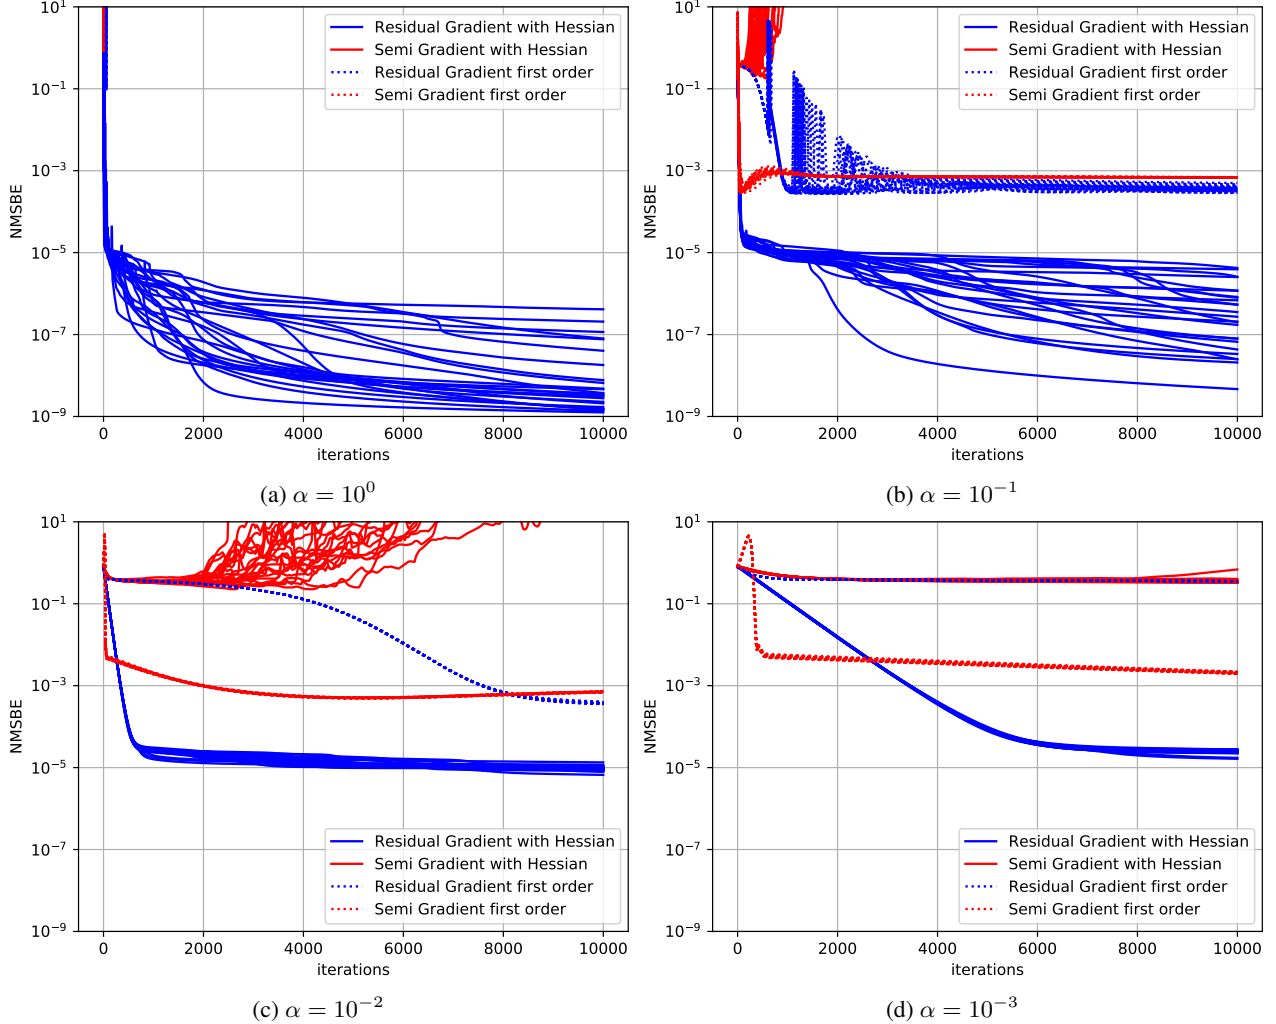 10^1
10^-1
10^-3
10^-5
10^-7
10^-9
NMSBE
0 2000 4000 6000 8000 10000
iterations
Residual Gradient with Hessian
Semi Gradient with Hessian
Residual Gradient first order
Semi Gradient first order
(a) α = 10^0
10^1
10^-1
10^-3
10^-5
10^-7
10^-9
NMSBE
0 2000 4000 6000 8000 10000
iterations
Residual Gradient with Hessian
Semi Gradient with Hessian
Residual Gradient first order
Semi Gradient first order
(b) α = 10^-1
10^1
10^-1
10^-3
10^-5
10^-7
10^-9
NMSBE
0 2000 4000 6000 8000 10000
iterations
Residual Gradient with Hessian
Semi Gradient with Hessian
Residual Gradient first order
Semi Gradient first order
(c) α = 10^-2
10^1
10^-1
10^-3
10^-5
10^-7
10^-9
NMSBE
0 2000 4000 6000 8000 10000
iterations
Residual Gradient with Hessian
Semi Gradient with Hessian
Residual Gradient first order
Semi Gradient first order
(d) α = 10^-3